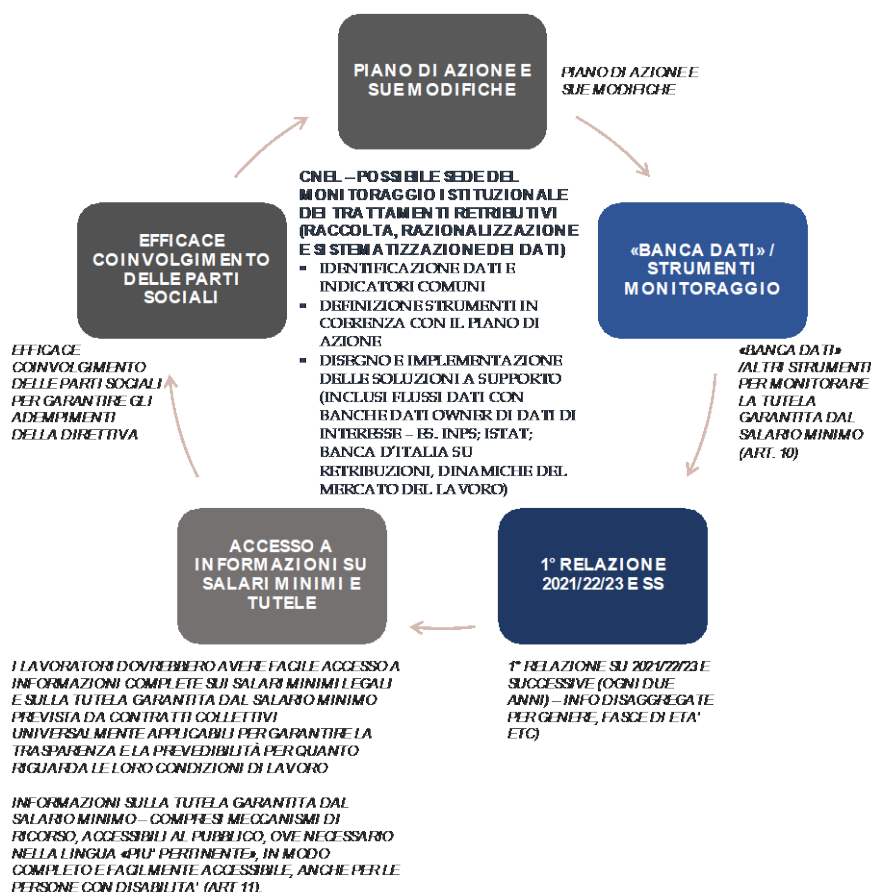 PIANO DI AZIONE E
SUE MODIFICHE
PIANO DI AZIONE E
SUE MODIFICHE
CNEL – POSSIBILE SEDE DEL
MONITORAGGIO ISTITUZIONALE
DEI TRATTAMENTI RETRIBUTIVI
(RACCOLTA, RAZIONALIZZAZIONE
E SISTEMATIZZAZIONE DEI DATI)
▪ IDENTIFICAZIONE DATI E
INDICATORI COMUNI
▪ DEFINIZIONE STRUMENTI IN
COERENZA CON IL PIANO DI
AZIONE
▪ DISEGNO E IMPLEMENTAZIONE
DELLE SOLUZIONI A SUPPORTO
(INCLUSI FLUSSI DATI CON
BANCHE DATI OWNER DI DATI DI
INTERESSE – ES. INPS; ISTAT;
BANCA D'ITALIA SU
RETRIBUZIONI, DINAMICHE DEL
MERCATO DEL LAVORO)
«BANCA DATI» /
STRUMENTI
MONITORAGGIO
«BANCA DATI»
/ALTRI STRUMENTI
PER MONITORARE
LA TUTELA
GARANTITA DAL
SALARIO MINIMO
(ART. 10)
1° RELAZIONE
2021/22/23 E SS
1° RELAZIONE SU 2021/22/23 E
SUCCESSIVE (OGNI DUE
ANNI) – INFO DISAGGREGATE
PER GENERE, FASCE DI ETA'
ETC)
ACCESSO A
INFORMAZIONI SU
SALARI MINIMI E
TUTELE
I LAVORATORI DOVREBBERO AVERE FACILE ACCESSO A
INFORMAZIONI COMPLETE SUI SALARI MINIMI LEGALI
E SULLA TUTELA GARANTITA DAL SALARIO MINIMO
PREVISTA DA CONTRATTI COLLETTIVI
UNIVERSALMENTE APPLICABILI PER GARANTIRE LA
TRASPARENZA E LA PREVEDIBILITÀ PER QUANTO
RIGUARDA LE LORO CONDIZIONI DI LAVORO
INFORMAZIONI SULLA TUTELA GARANTITA DAL
SALARIO MINIMO – COMPRESI MECCANISMI DI
RICORSO, ACCESSIBILI AL PUBBLICO, OVE NECESSARIO
NELLA LINGUA «PIU' PERTINENTE», IN MODO
COMPLETO E FACILMENTE ACCESSIBILE, ANCHE PER LE
PERSONE CON DISABILITA' (ART 11).
EFFICACE
COINVOLGIMENTO
DELLE PARTI
SOCIALI
EFFICACE
COINVOLGIMENTO
DELLE PARTI SOCIALI
PER GARANTIRE GLI
ADEMPIMENTI
DELLA DIRETTIVA